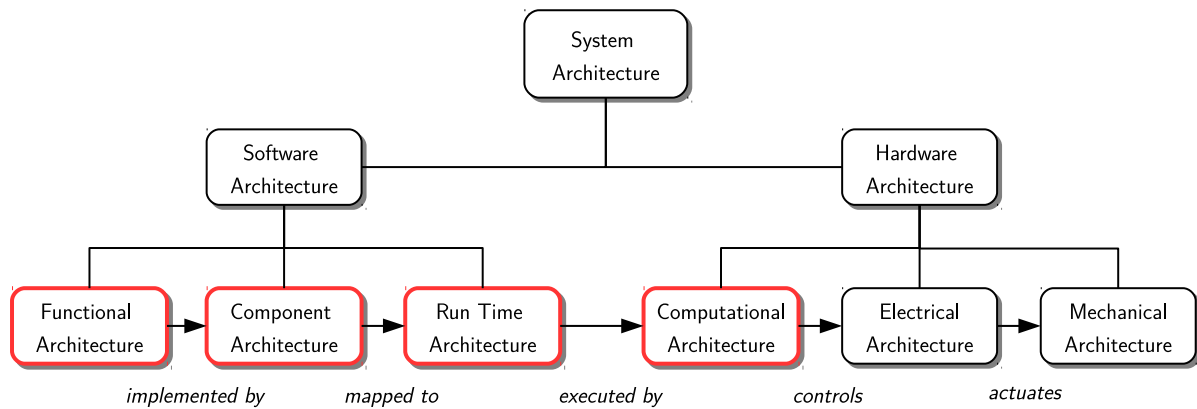 System
Architecture
Software
Architecture
Hardware
Architecture
Functional
Architecture
Component
Architecture
Run Time
Architecture
Computational
Architecture
Electrical
Architecture
Mechanical
Architecture
implemented by
mapped to
executed by
controls
actuates